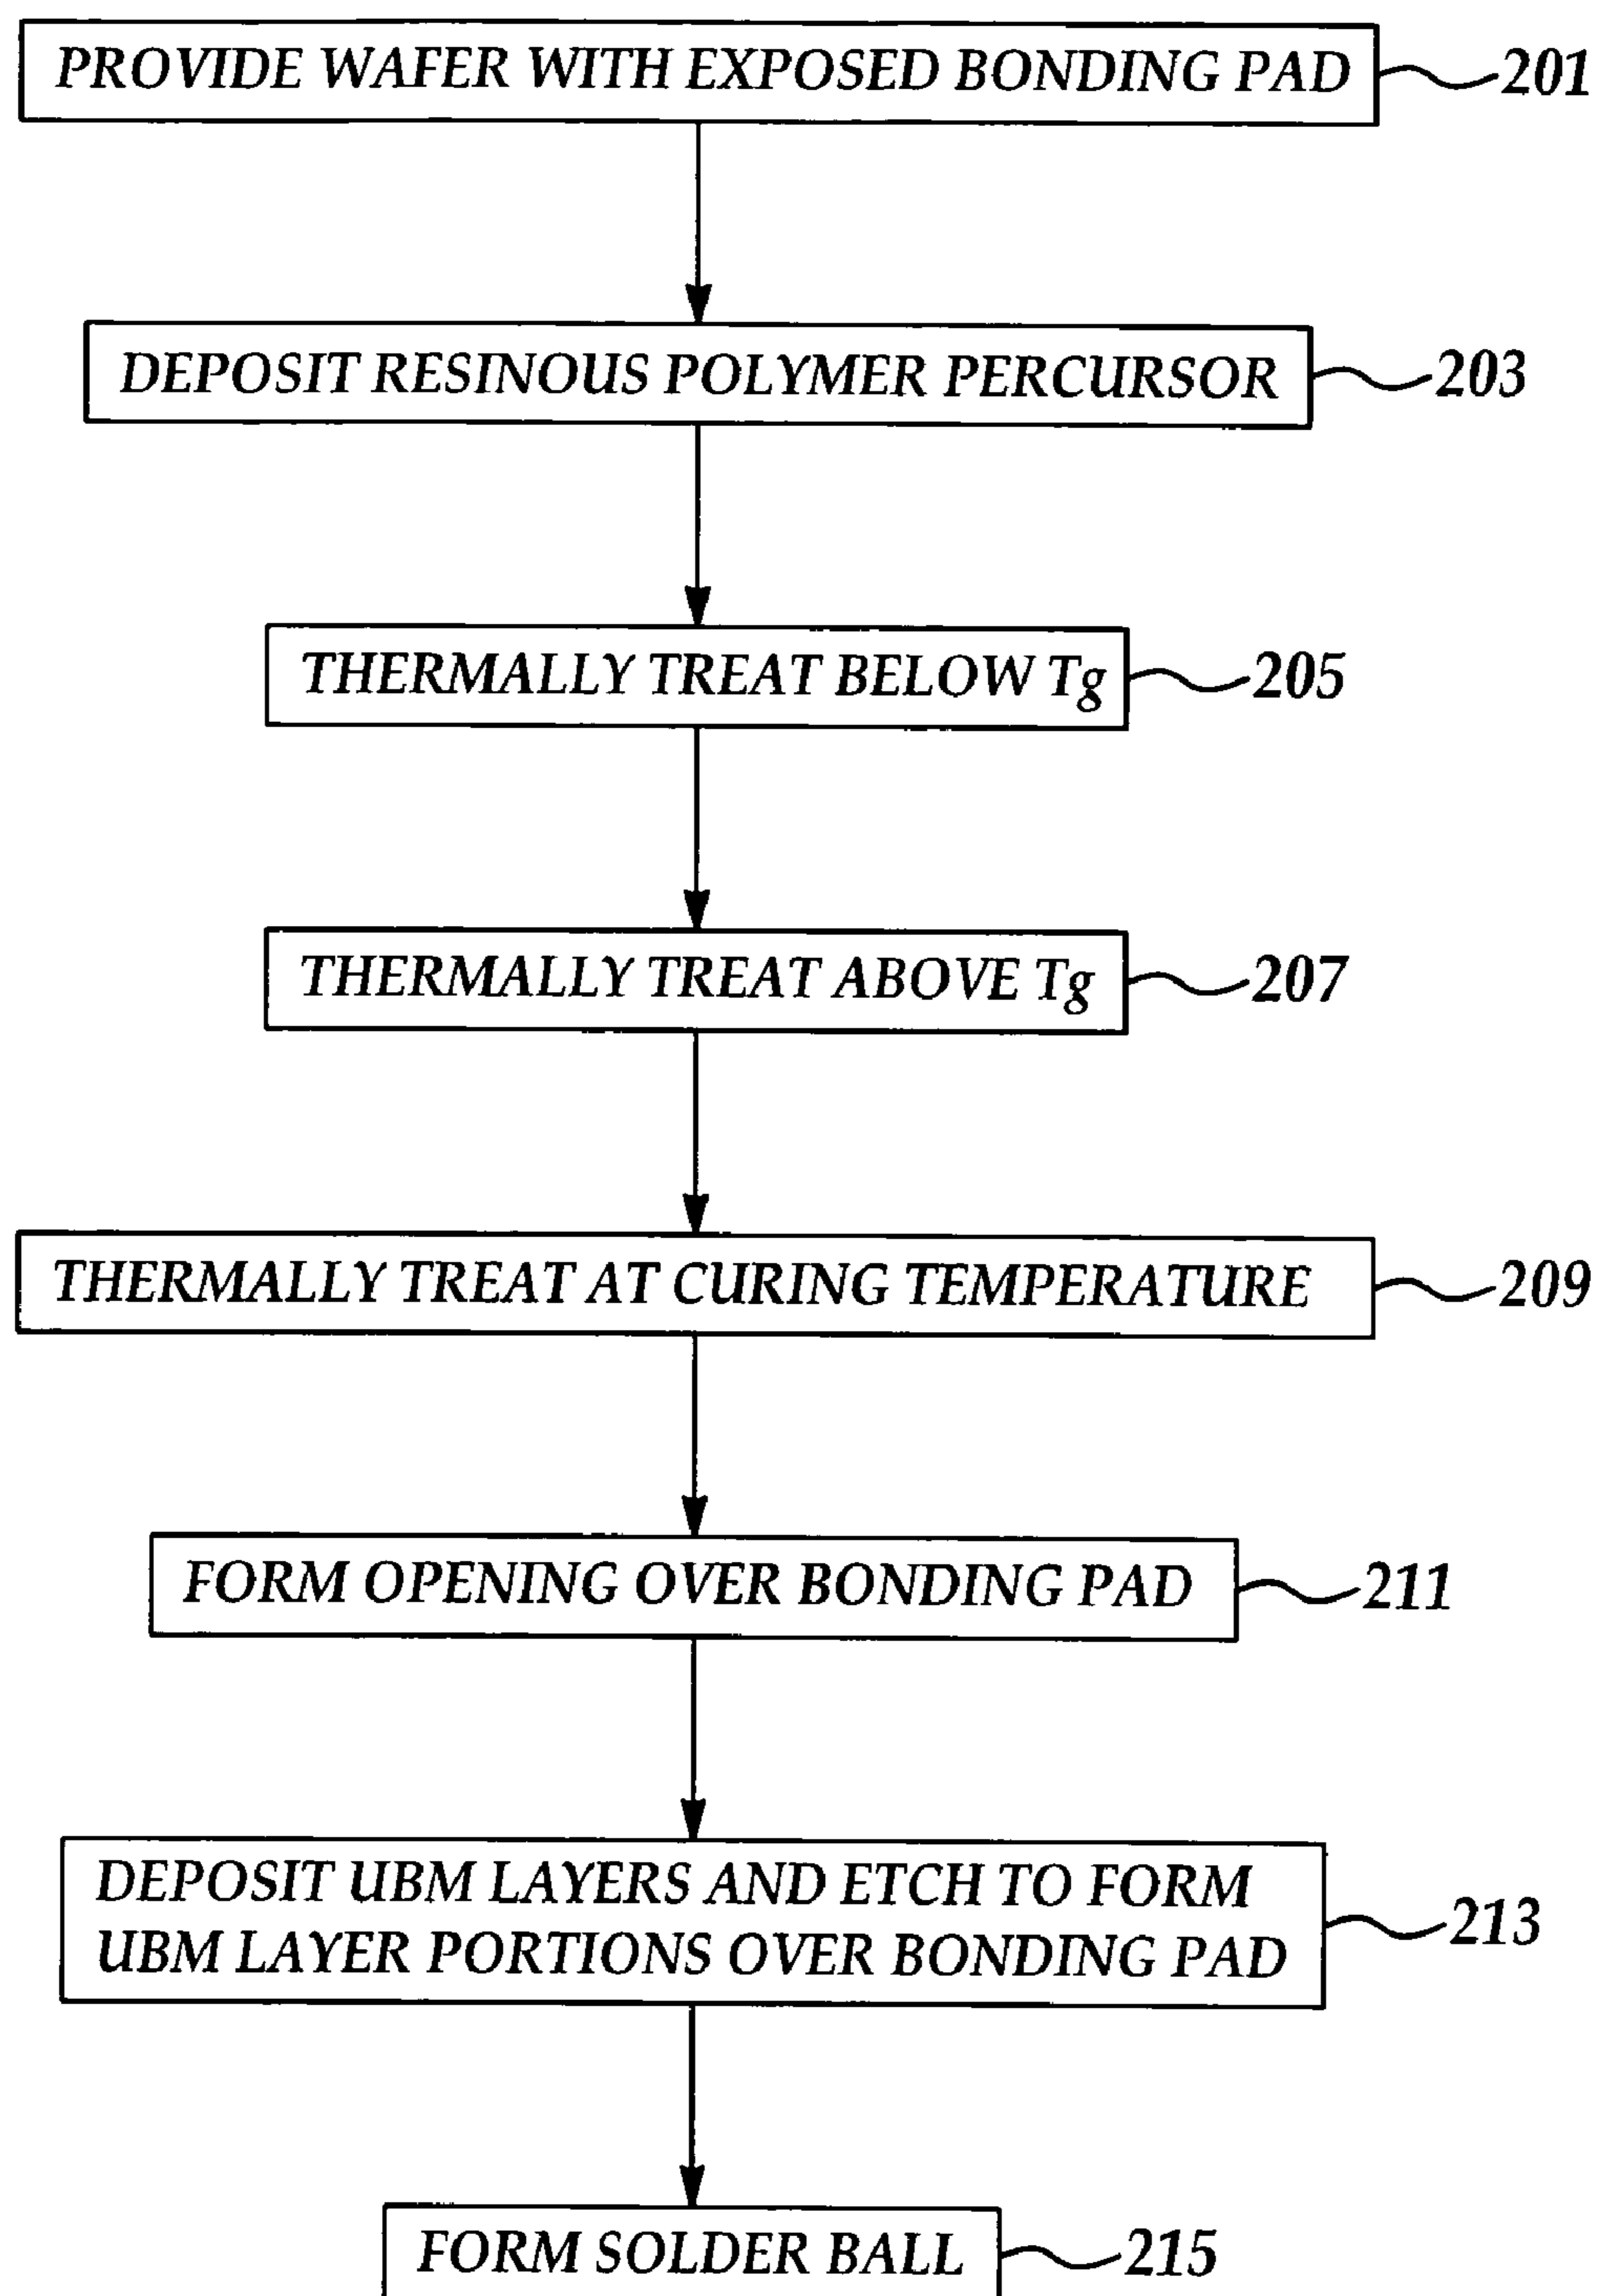 PROVIDE WAFER WITH EXPOSED BONDING PAD 201
DEPOSIT RESINOUS POLYMER PERCURSOR 203
THERMALLY TREAT BELOW Tg 205
THERMALLY TREAT ABOVE Tg 207
THERMALLY TREAT AT CURING TEMPERATURE 209
FORM OPENING OVER BONDING PAD 211
DEPOSIT UBM LAYERS AND ETCH TO FORM
UBM LAYER PORTIONS OVER BONDING PAD 213
FORM SOLDER BALL 215